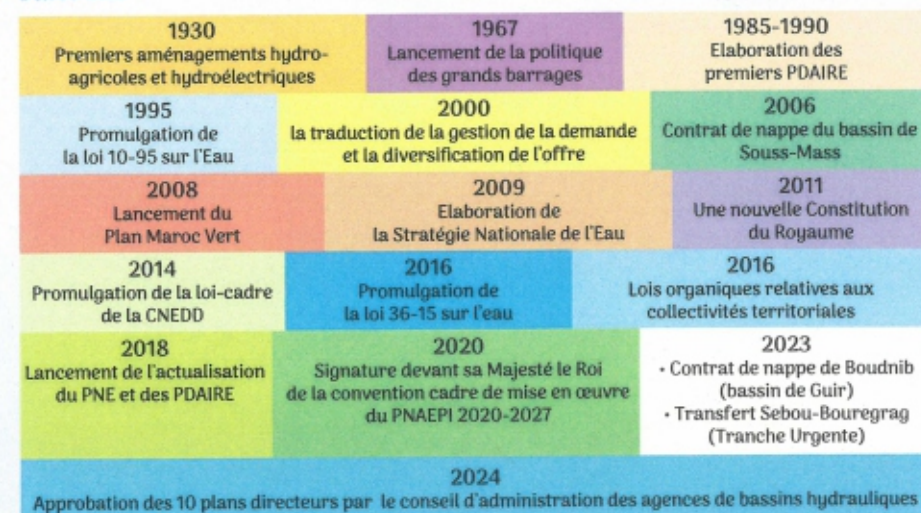 1930
Premiers aménagements hydro-
agricoles et hydroélectriques
1967
Lancement de la politique
des grands barrages
1985-1990
Elaboration des
premiers PDAIRE
1995
Promulgation de
la loi 10-95 sur l'Eau
2000
la traduction de la gestion de la demande
et la diversification de l'offre
2006
Contrat de nappe du bassin de
Souss-Mass
2008
Lancement du
Plan Maroc Vert
2009
Elaboration de
la Stratégie Nationale de l'Eau
2011
Une nouvelle Constitution
du Royaume
2014
Promulgation de la loi-cadre
de la CNEDD
2016
Promulgation de
la loi 36-15 sur l'eau
2016
Lois organiques relatives aux
collectivités territoriales
2018
Lancement de l'actualisation
du PNE et des PDAIRE
2020
Signature devant sa Majesté le Roi
de la convention cadre de mise en œuvre
du PNAEPI 2020-2027
2023
• Contrat de nappe de Boudnib
(bassin de Guir)
• Transfert Sebou-Bouregrag
(Tranche Urgente)
2024
Approbation des 10 plans directeurs par le conseil d'administration des agences de bassins hydrauliques